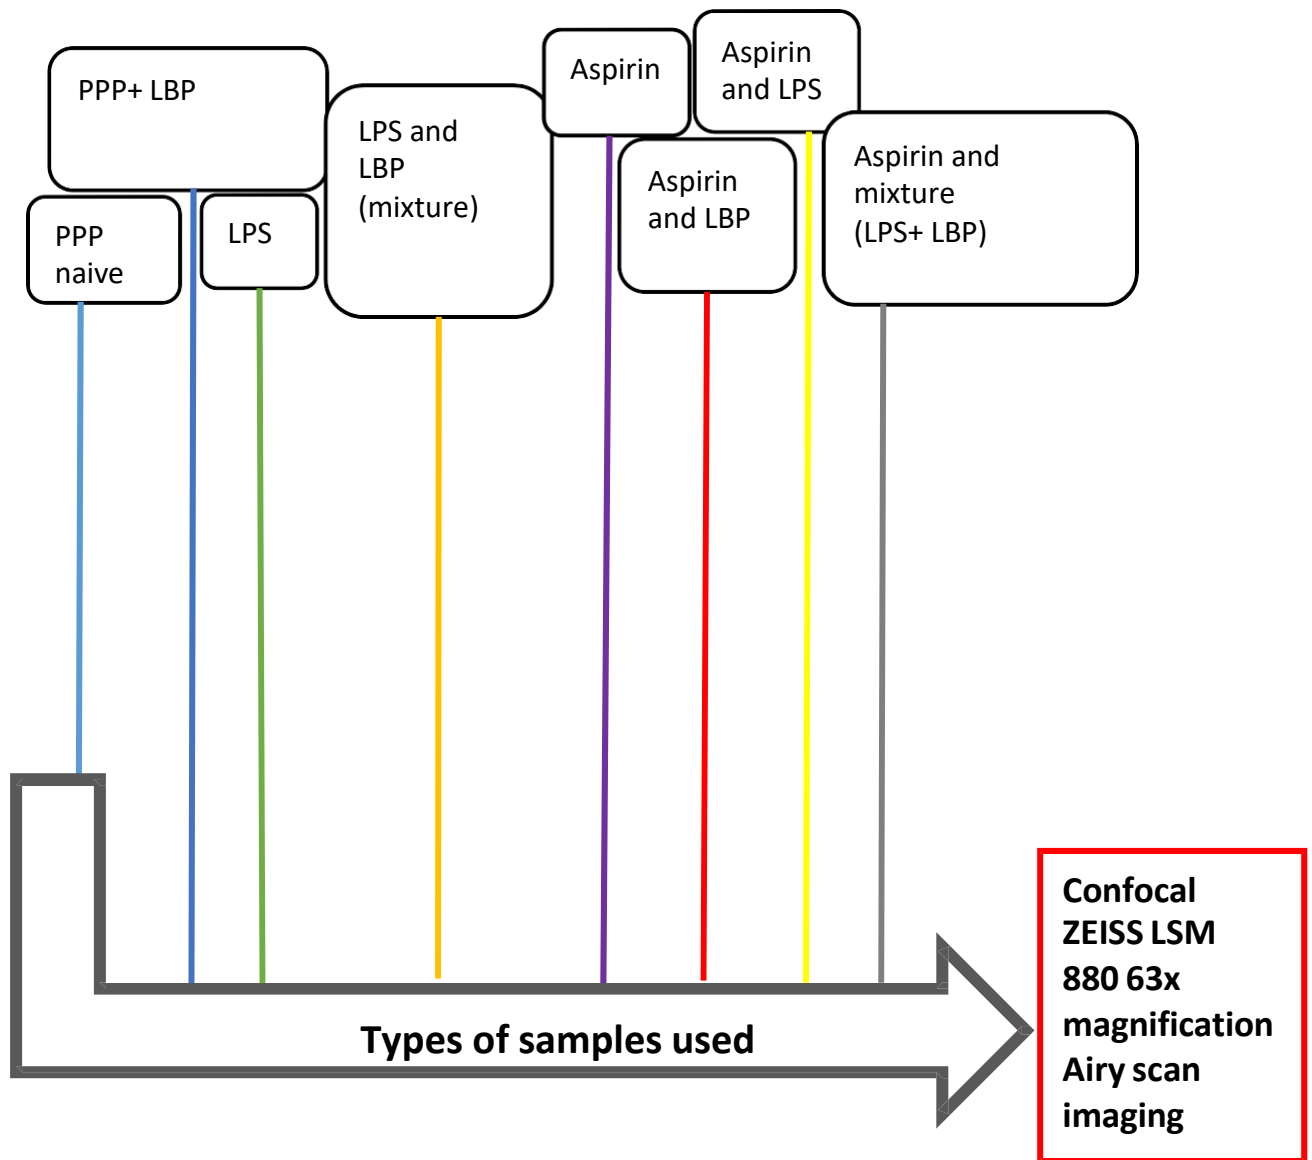 PPP+ LBP
PPP
naive
LPS
LPS and
LBP
(mixture)
Aspirin
Aspirin
and LBP
Aspirin
and LPS
Aspirin and
mixture
(LPS+ LBP)
Types of samples used
Confocal
ZEISS LSM
880 63x
magnification
Airy scan
imaging